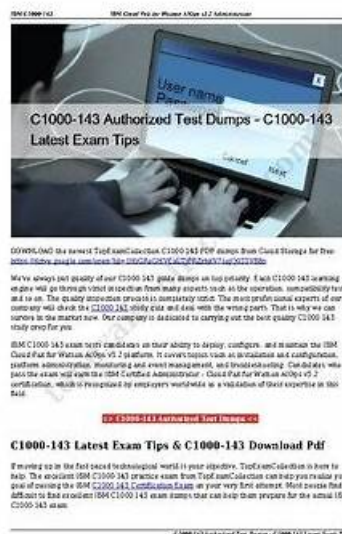 IBM C1000-143 IBM Cloud Pak for Watson AIOps v3.2 Administrator
User name
C1000-143 Authorized Test Dumps - C1000-143
Latest Exam Tips
Cancel Next
DOWNLOAD the newest TopExamCollection C1000-143 PDF dumps from Cloud Storage for free:
We've always put quality of our C1000-143 guide dumps on top priority. Each C1000-143 learning
engine will go through strict inspection from many aspects such as the operation, compatibility test
and so on. The quality inspection process is completely strict. The most professional experts of our
company will check the C1000-143 study quiz and deal with the wrong parts. That is why we can
survive in the market now. Our company is dedicated to carrying out the best quality C1000-143
study prep for you.
IBM C1000-143 exam tests candidates on their ability to deploy, configure, and maintain the IBM
Cloud Pak for Watson AIOps v3.2 platform. It covers topics such as installation and configuration,
platform administration, monitoring and event management, and troubleshooting. Candidates who
pass the exam will earn the IBM Certified Administrator - Cloud Pak for Watson AIOps v3.2
certification, which is recognized by employers worldwide as a validation of their expertise in this
field.
>> C1000-143 Authorized Test Dumps <<
C1000-143 Latest Exam Tips & C1000-143 Download Pdf
If moving up in the fast-paced technological world is your objective, TopExamCollection is here to
help. The excellent IBM C1000-143 practice exam from TopExamCollection can help you realize your
goal of passing the IBM C1000-143 Certification Exam on your very first attempt. Most people find it
difficult to find excellent IBM C1000-143 exam dumps that can help them prepare for the actual IBM
C1000-143 exam.